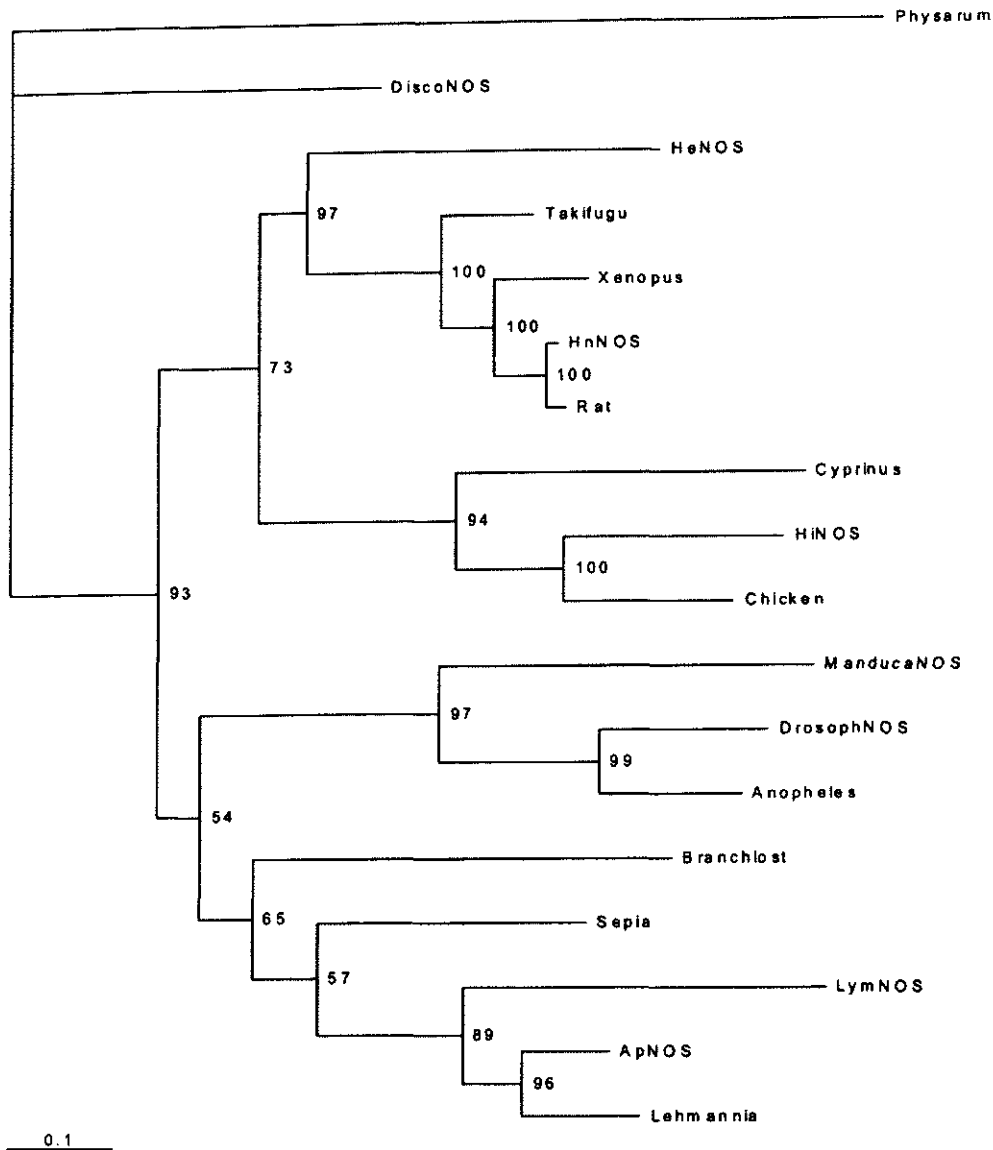 Physarum
DiscoNOS
HeNOS
97
Takifugu
100
Xenopus
100
HnNOS
73
100
Rat
Cyprinus
94
HiNOS
100
93
Chicken
ManducaNOS
97
DrosophNOS
99
Anopheles
54
Branchiost
65
Sepia
57
LymNOS
89
ApNOS
96
Lehmannia
0.1